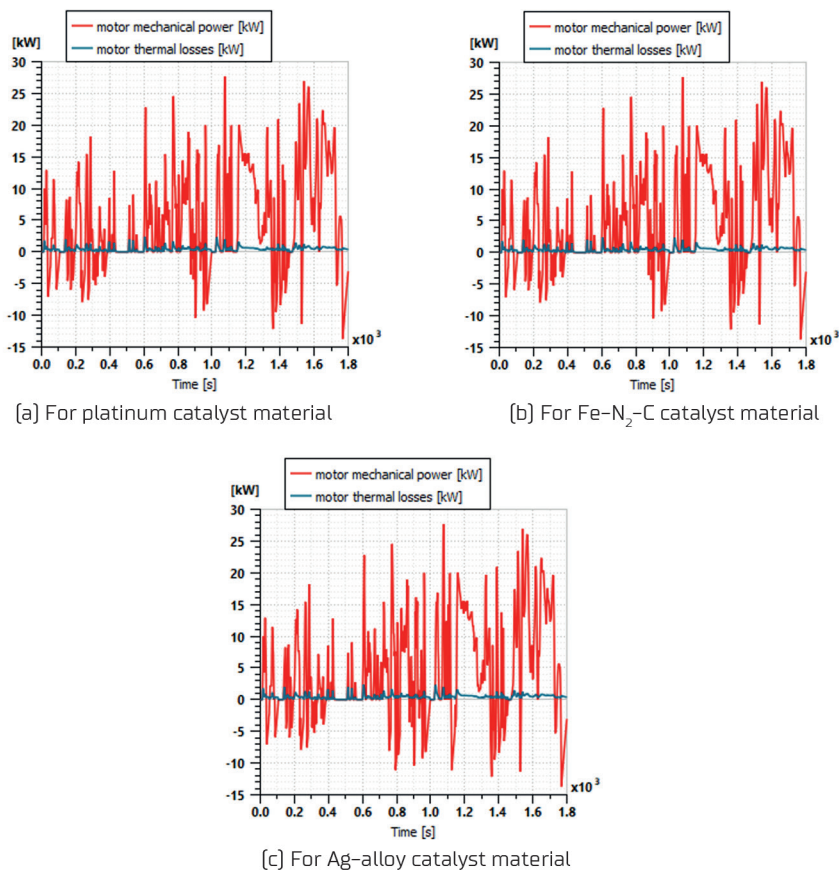 motor mechanical power [kW]
motor thermal losses [kW]
[kW]
30
25
20
15
10
5
0
-5
-10
-15
0.0 0.2 0.4 0.6 0.8 1.0 1.2 1.4 1.6 1.8
x10³
Time [s]
(a) For platinum catalyst material
motor mechanical power [kW]
motor thermal losses [kW]
[kW]
30
25
20
15
10
5
0
-5
-10
-15
0.0 0.2 0.4 0.6 0.8 1.0 1.2 1.4 1.6 1.8
x10³
Time [s]
(b) For Fe-N₂-C catalyst material
motor mechanical power [kW]
motor thermal losses [kW]
[kW]
30
25
20
15
10
5
0
-5
-10
-15
0.0 0.2 0.4 0.6 0.8 1.0 1.2 1.4 1.6 1.8
x10³
Time [s]
(c) For Ag-alloy catalyst material